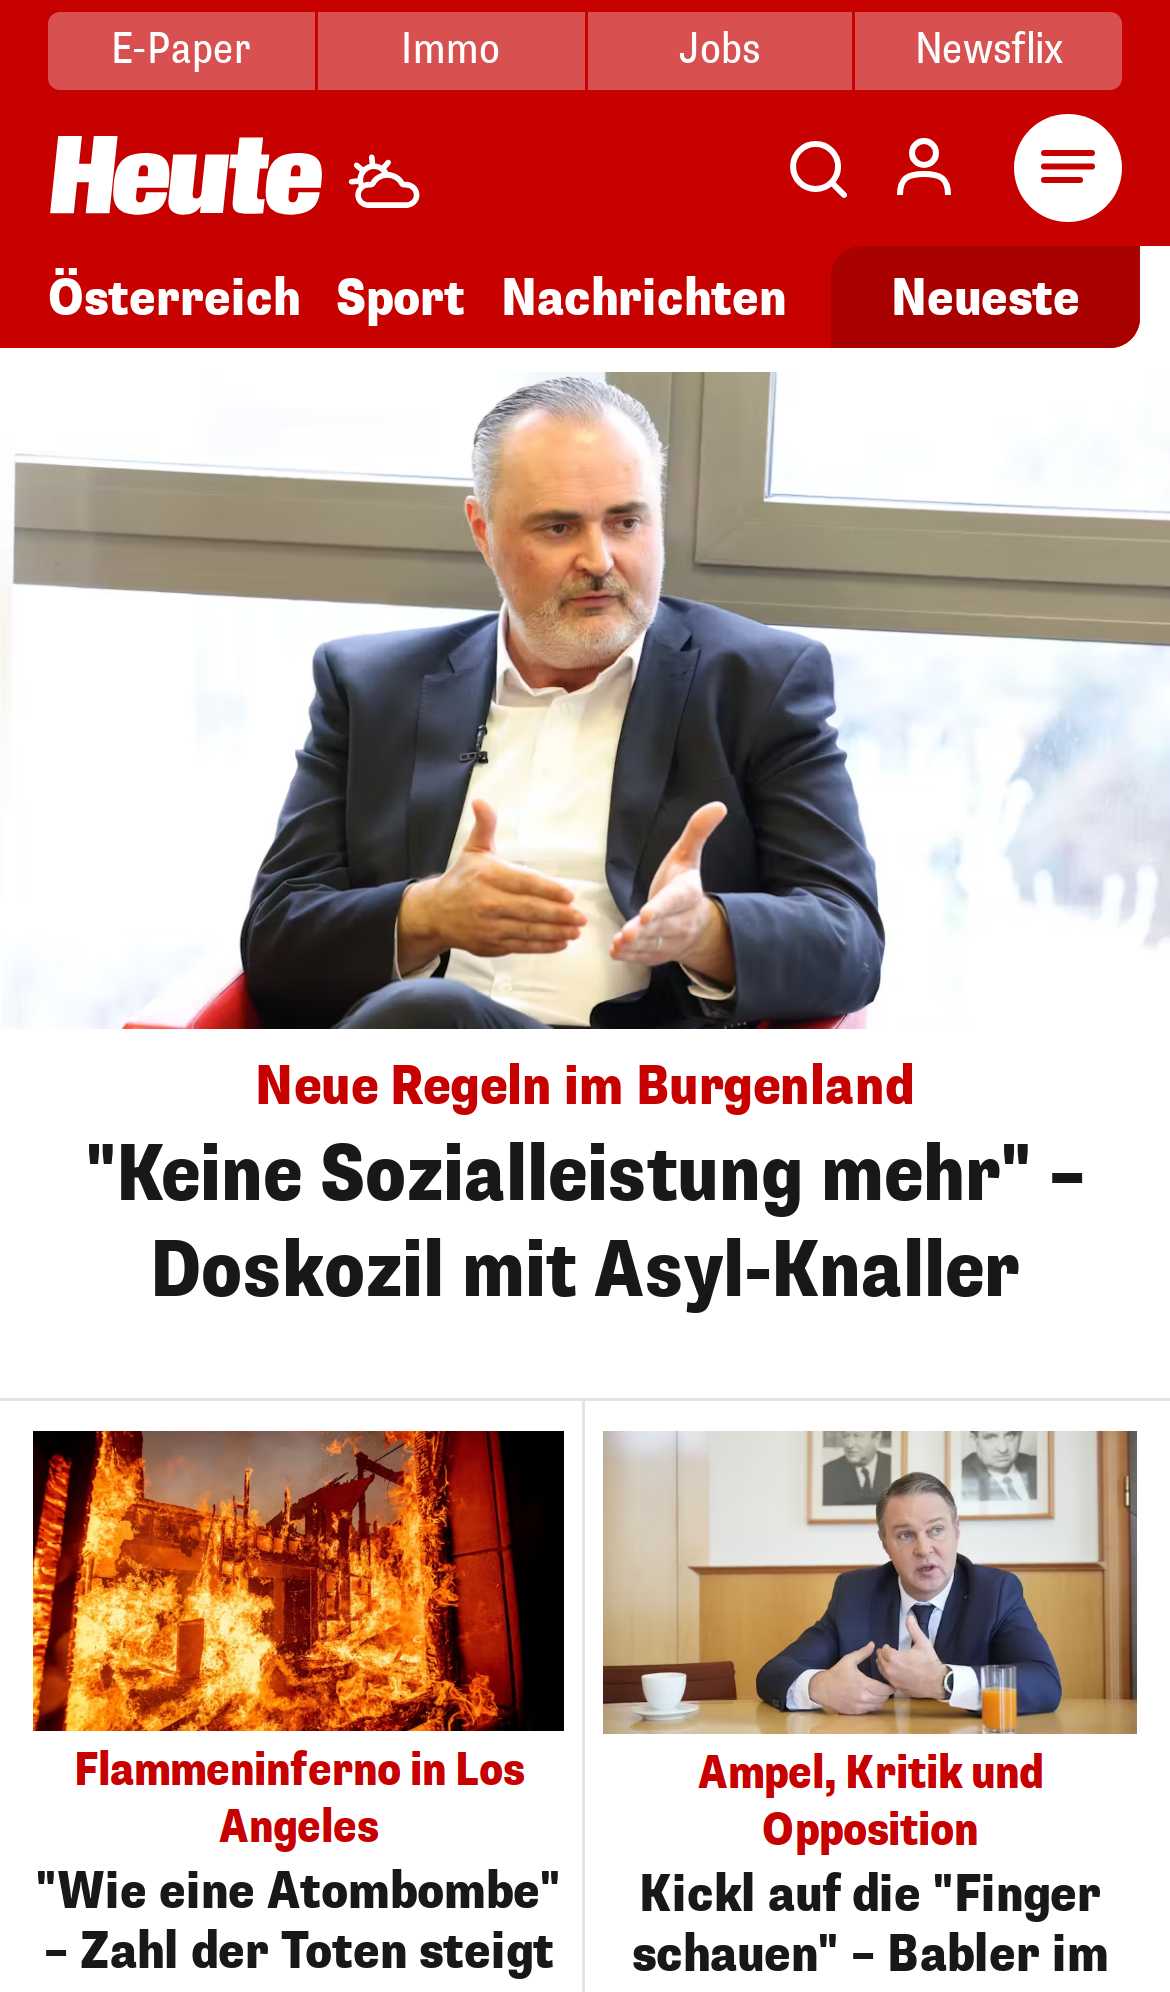 E-Paper
Immo
Jobs
Newsflix
Heute
Österreich
Sport
Nachrichten
Neueste
Neue Regeln im Burgenland
"Keine Sozialleistung mehr" –
Doskozil mit Asyl-Knaller
Flammeninferno in Los
Angeles
"Wie eine Atombombe"
– Zahl der Toten steigt
Ampel, Kritik und
Opposition
Kickl auf die "Finger
schauen" – Babler im